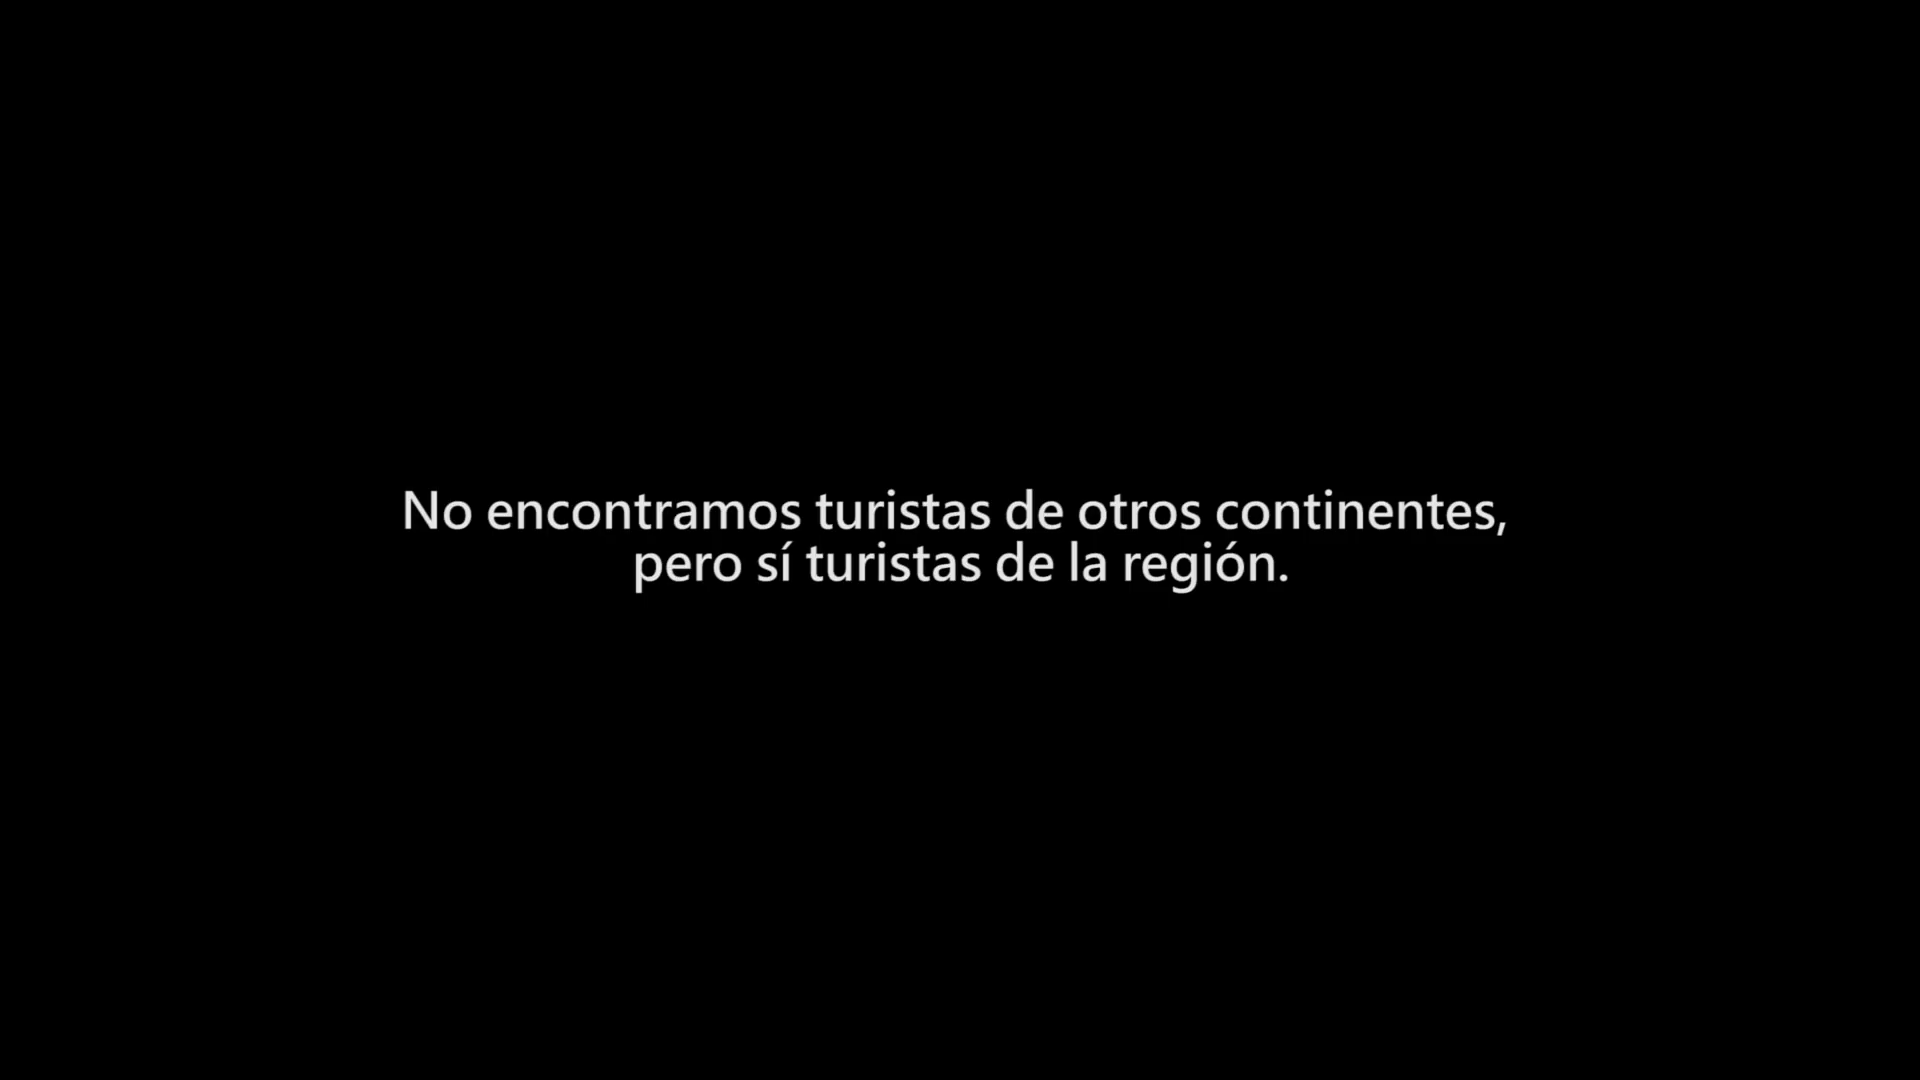 No encontramos turistas de otros continentes,
pero sí turistas de la región.